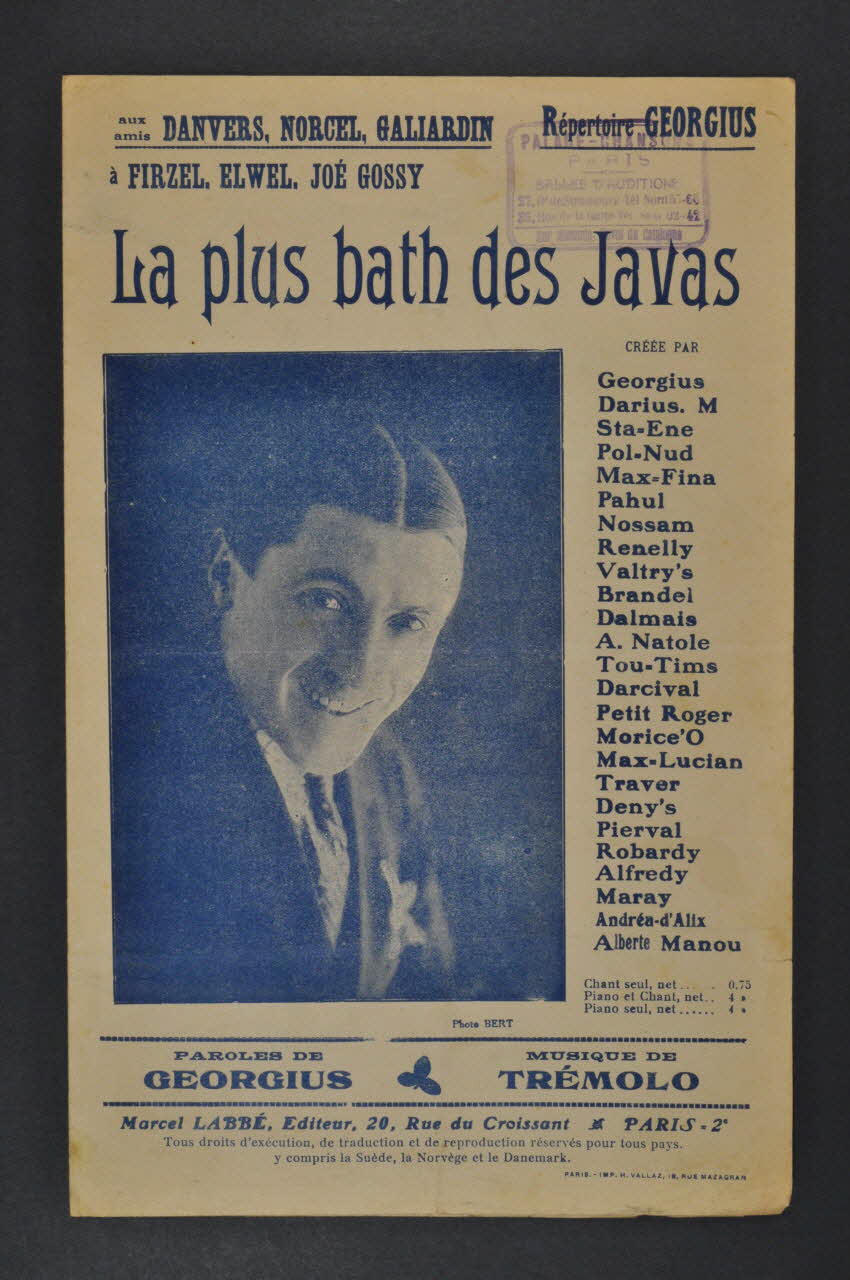 aux amis DANVERS, NORCEL, GALIARDIN
Répertoire GEORGIUS
à FIRZEL, ELWEL, JOÉ GOSSY
PALACE-CHANSONS
PARIS
SALLES D'AUDITIONS
La plus bath des Javas
CRÉÉE PAR
Georgius
Darius. M
Sta-Ene
Pol-Nud
Max-Fina
Pahul
Nossam
Renelly
Valtry's
Brandel
Dalmais
A. Natole
Tou-Tims
Darcival
Petit Roger
Morice'O
Max-Lucian
Traver
Deny's
Pierval
Robardy
Alfredy
Maray
Andréa-d'Alix
Alberte Manou
Chant seul, net..... 0.75
Piano et Chant, net.. 4 »
Piano seul, net...... 4 »
Photo BERT
PAROLES DE
GEORGIUS
MUSIQUE DE
TRÉMOLO
Marcel LABBÉ, Editeur, 20, Rue du Croissant PARIS-2e
Tous droits d'exécution, de traduction et de reproduction réservés pour tous pays.
y compris la Suède, la Norvège et le Danemark.
PARIS. - IMP. H. VALLAZ, 18, RUE MAZAGRAN